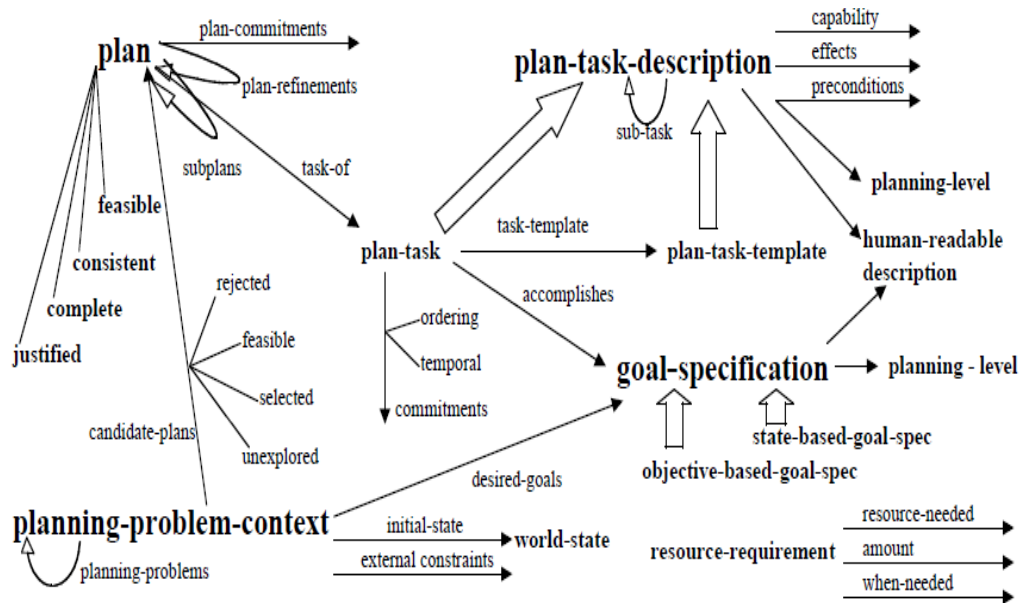 plan
plan-commitments
plan-refinements
subplans
task-of
feasible
consistent
complete
justified
plan-task-description
capability
effects
preconditions
sub-task
planning-level
human-readable
description
plan-task
task-template
plan-task-template
accomplishes
rejected
feasible
selected
unexplored
candidate-plans
ordering
temporal
commitments
goal-specification
planning - level
state-based-goal-spec
objective-based-goal-spec
desired-goals
planning-problem-context
planning-problems
initial-state
external constraints
world-state
resource-requirement
resource-needed
amount
when-needed